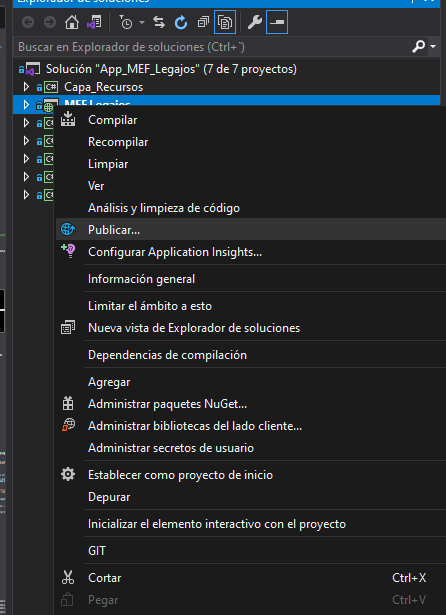 Explorador de soluciones
Buscar en Explorador de soluciones (Ctrl+´)
Solución "App_MEF_Legajos" (7 de 7 proyectos)
C# Capa_Recursos
MEF.Legajos
Compilar
Recompilar
Limpiar
Ver
Análisis y limpieza de código
Publicar...
Configurar Application Insights...
Información general
Limitar el ámbito a esto
Nueva vista de Explorador de soluciones
Dependencias de compilación
Agregar
Administrar paquetes NuGet...
Administrar bibliotecas del lado cliente...
Administrar secretos de usuario
Establecer como proyecto de inicio
Depurar
Inicializar el elemento interactivo con el proyecto
GIT
Cortar Ctrl+X
Pegar Ctrl+V